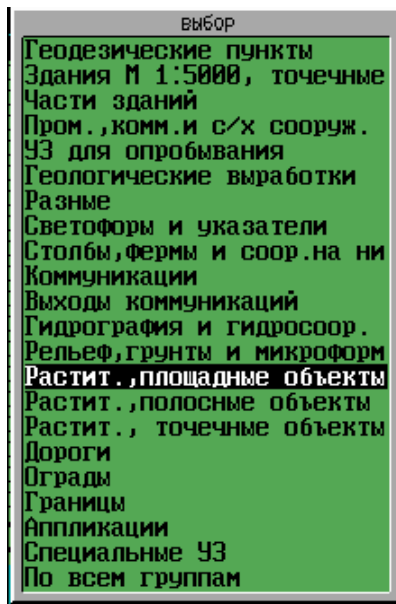 выбор
Геодезические пункты
Здания М 1:5000, точечные
Части зданий
Пром.,комм.и с/х сооруж.
УЗ для опробывания
Геологические выработки
Разные
Светофоры и указатели
Столбы,фермы и соор.на ни
Коммуникации
Выходы коммуникаций
Гидрография и гидросоор.
Рельеф,грунты и микроформ
Растит.,площадные объекты
Растит.,полосные объекты
Растит., точечные объекты
Дороги
Ограды
Границы
Аппликации
Специальные УЗ
По всем группам